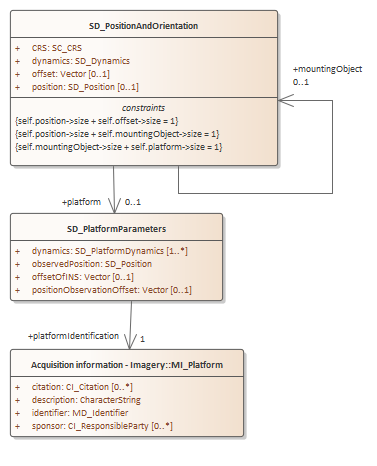 SD_PositionAndOrientation
+ CRS: SC_CRS
+ dynamics: SD_Dynamics
+ offset: Vector [0..1]
+ position: SD_Position [0..1]
constraints
{self.position->size + self.offset->size = 1}
{self.position->size + self.mountingObject->size = 1}
{self.mountingObject->size + self.platform->size = 1}
+mountingObject
0..1
+platform 0..1
SD_PlatformParameters
+ dynamics: SD_PlatformDynamics [1..*]
+ observedPosition: SD_Position
+ offsetOfINS: Vector [0..1]
+ positionObservationOffset: Vector [0..1]
+platformIdentification 1
Acquisition information - Imagery::MI_Platform
+ citation: CI_Citation [0..*]
+ description: CharacterString
+ identifier: MD_Identifier
+ sponsor: CI_ResponsibleParty [0..*]